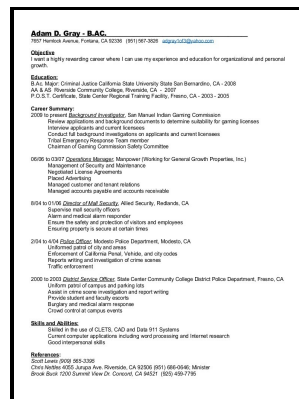 Adam D. Gray - B.AC.
7657 Hemlock Avenue, Fontana, CA 92336 (951) 567-3826 adgray1of3@yahoo.com
Objective
I want a highly rewarding career where I can use my experience and education for organizational and personal
growth.
Education:
B.Ac. Major: Criminal Justice California State University State San Bernardino, CA - 2008
AA & AS Riverside Community College, Riverside, CA - 2007
P.O.S.T. Certificate, State Center Regional Training Facility, Fresno, CA - 2003 - 2005
Career Summary:
2009 to present Background Investigator, San Manuel Indian Gaming Commission
Review applications and background documents to determine suitability for gaming licenses
Interview applicants and current licensees
Conduct full background investigations on applicants and current licensees
Tribal Emergency Response Team member
Chairman of Gaming Commission Safety Committee
06/06 to 03/07 Operations Manager, Manpower (Working for General Growth Properties, Inc.)
Management of Security and Maintenance
Negotiated License Agreements
Placed Advertising
Managed customer and tenant relations
Managed accounts payable and accounts receivable
8/04 to 01/06 Director of Mall Security, Allied Security, Redlands, CA
Supervise mall security officers
Alarm and medical alarm responder
Ensure the safety and protection of visitors and employees
Ensuring property is secure at certain times
2/04 to 4/04 Police Officer, Modesto Police Department, Modesto, CA
Uniformed patrol of city and areas
Enforcement of California Penal, Vehicle, and city codes
Reports writing and investigation of crime scenes
Traffic enforcement
2000 to 2003 District Service Officer, State Center Community College District Police Department, Fresno, CA
Uniform patrol of campus and parking lots
Assist in crime scene investigation and report writing
Provide student and faculty escorts
Burglary and medical alarm response
Crowd control at campus events
Skills and Abilities:
Skilled in the use of CLETS, CAD and Data 911 Systems
Current computer applications including word processing and Internet research
Good interpersonal skills
References:
Scott Lewis (909) 565-3395
Chris Nettles 4055 Jurupa Ave. Riverside, CA 92506 (951) 686-0646; Minister
Brook Buck 1200 Summit View Dr. Concord, CA 94521 (925) 459-7795